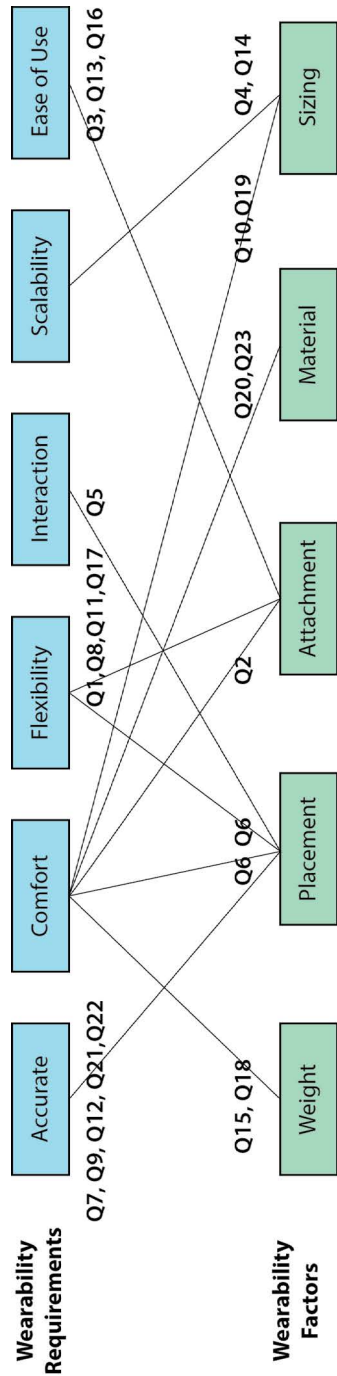 Wearability
Requirements
Accurate
Comfort
Flexibility
Interaction
Scalability
Ease of Use
Q7, Q9, Q12, Q21,Q22
Q1,Q8,Q11,Q17
Q5
Q3, Q13, Q16
Q15, Q18
Q6
Q6
Q2
Q20,Q23
Q10,Q19
Q4, Q14
Wearability
Factors
Weight
Placement
Attachment
Material
Sizing